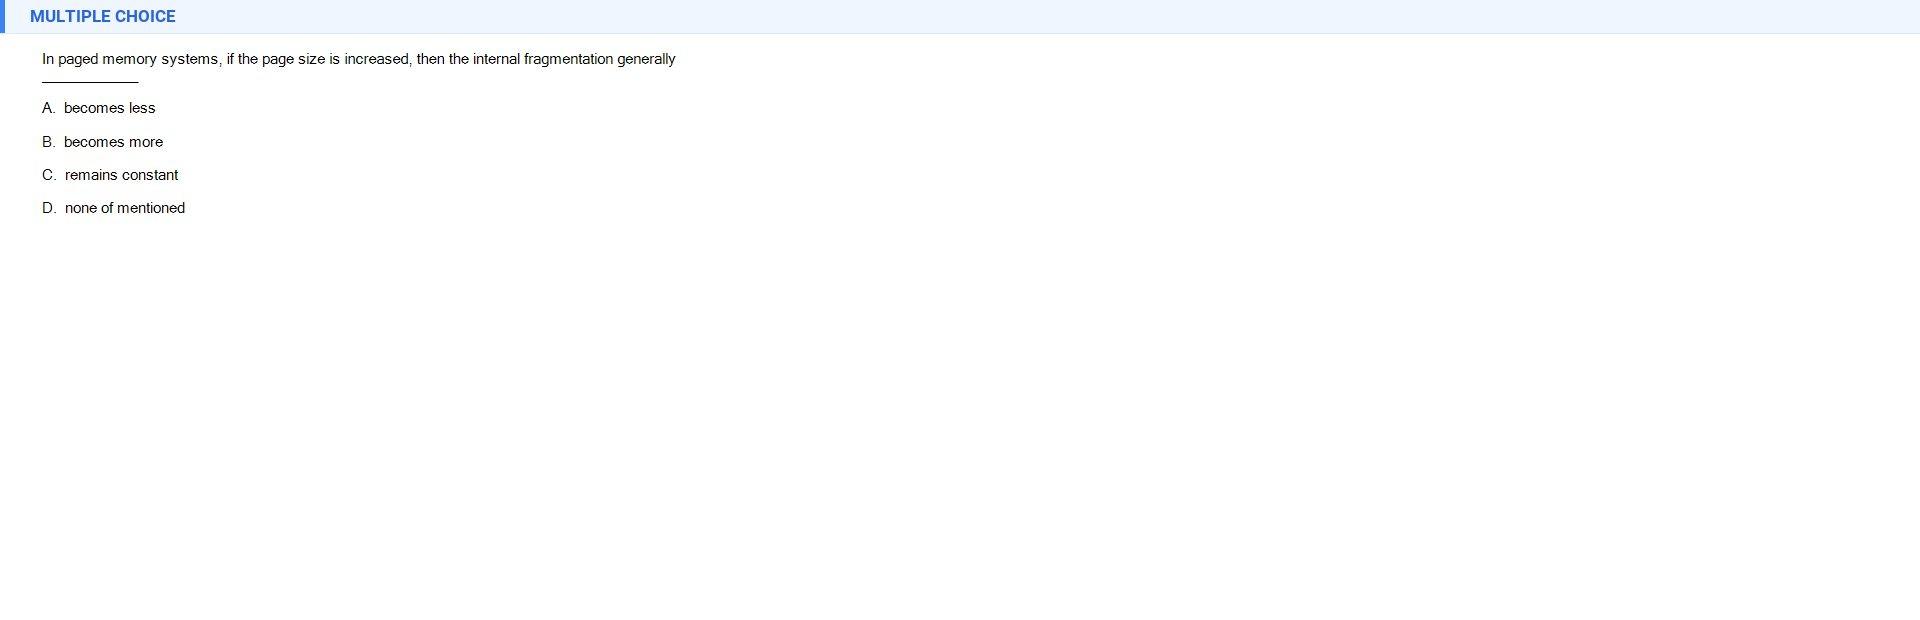 MULTIPLE CHOICE
In paged memory systems, if the page size is increased, then the internal fragmentation generally
____________
A. becomes less
B. becomes more
C. remains constant
D. none of mentioned